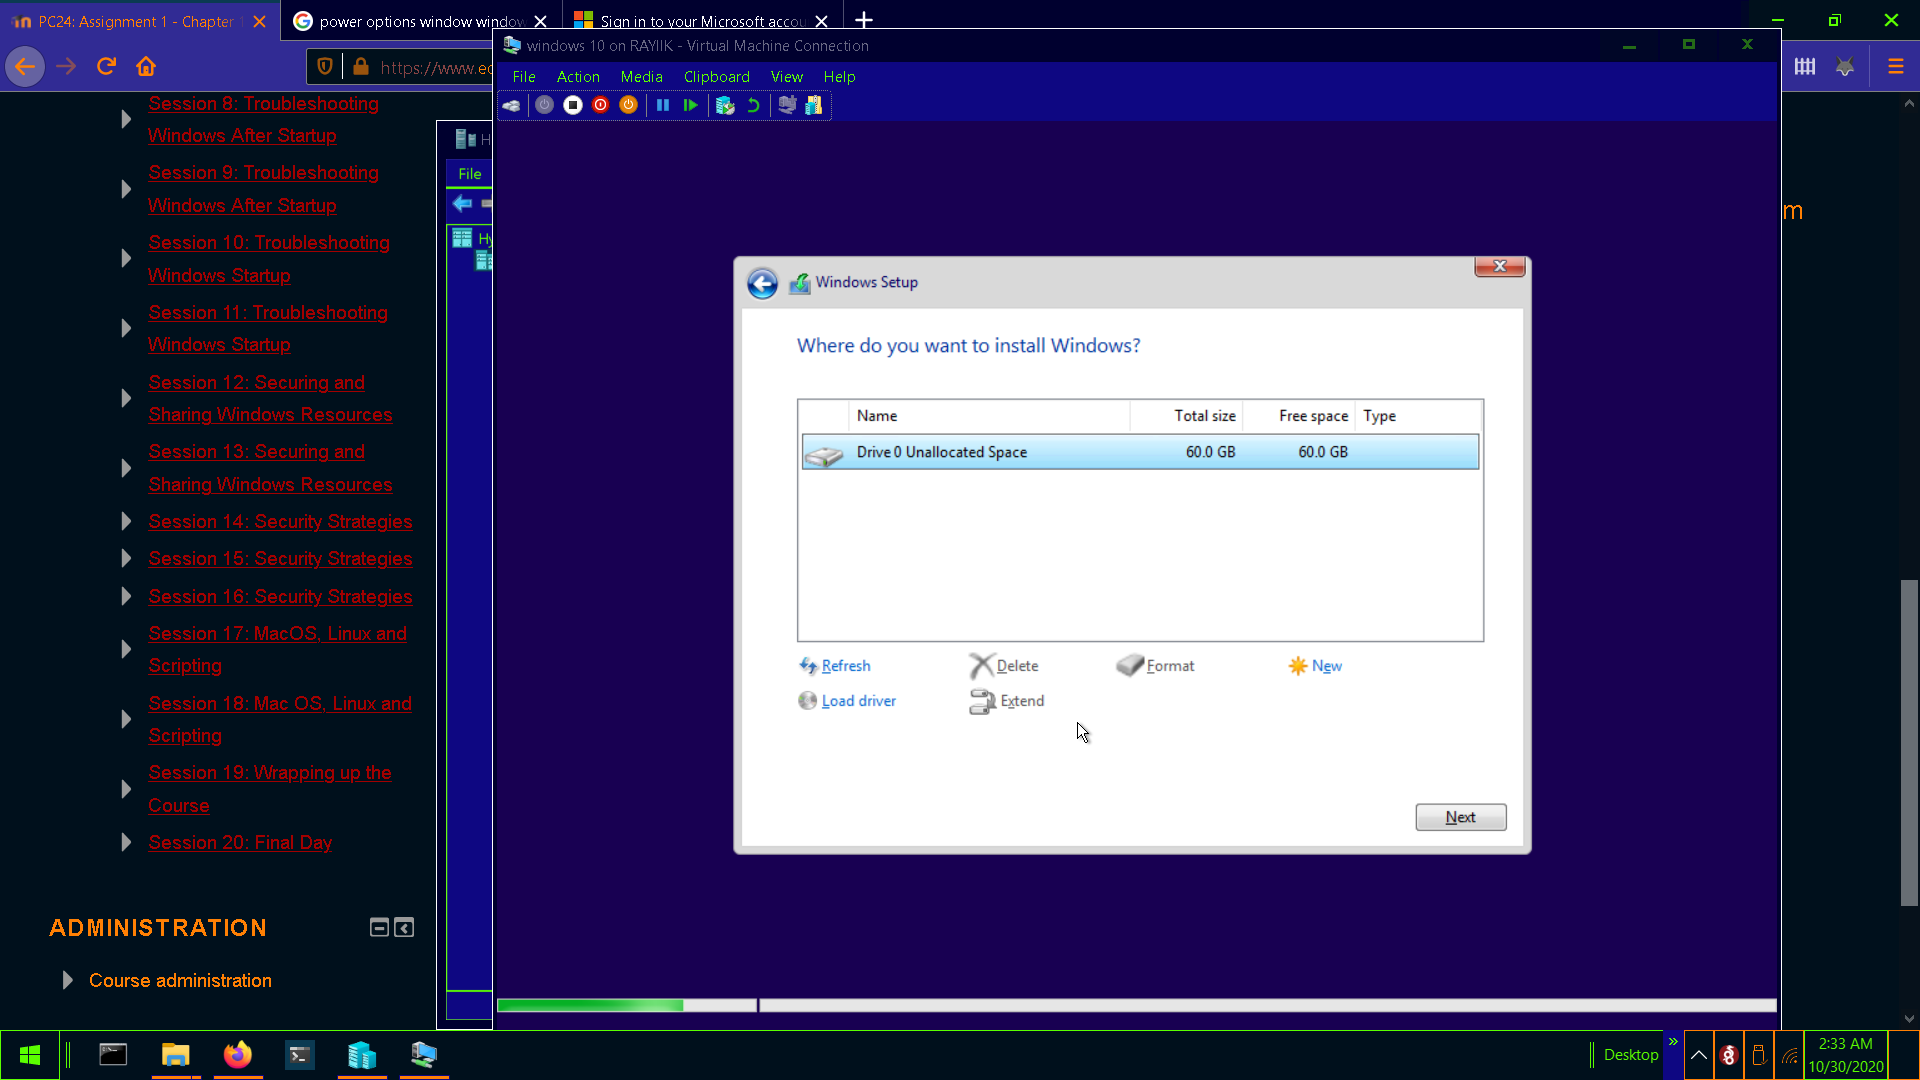 PC24: Assignment 1 - Chapter 1
power options window window
Sign in to your Microsoft accou
https://www.ec
windows 10 on RAYIIK - Virtual Machine Connection
File Action Media Clipboard View Help
Session 8: Troubleshooting
Windows After Startup
Session 9: Troubleshooting
Windows After Startup
Session 10: Troubleshooting
Windows Startup
Session 11: Troubleshooting
Windows Startup
Session 12: Securing and
Sharing Windows Resources
Session 13: Securing and
Sharing Windows Resources
Session 14: Security Strategies
Session 15: Security Strategies
Session 16: Security Strategies
Session 17: MacOS, Linux and
Scripting
Session 18: Mac OS, Linux and
Scripting
Session 19: Wrapping up the
Course
Session 20: Final Day
ADMINISTRATION
Course administration
H
File
Hy
m
Windows Setup
Where do you want to install Windows?
Name Total size Free space Type
Drive 0 Unallocated Space 60.0 GB 60.0 GB
Refresh Delete Format New
Load driver Extend
Next
Desktop
2:33 AM
10/30/2020